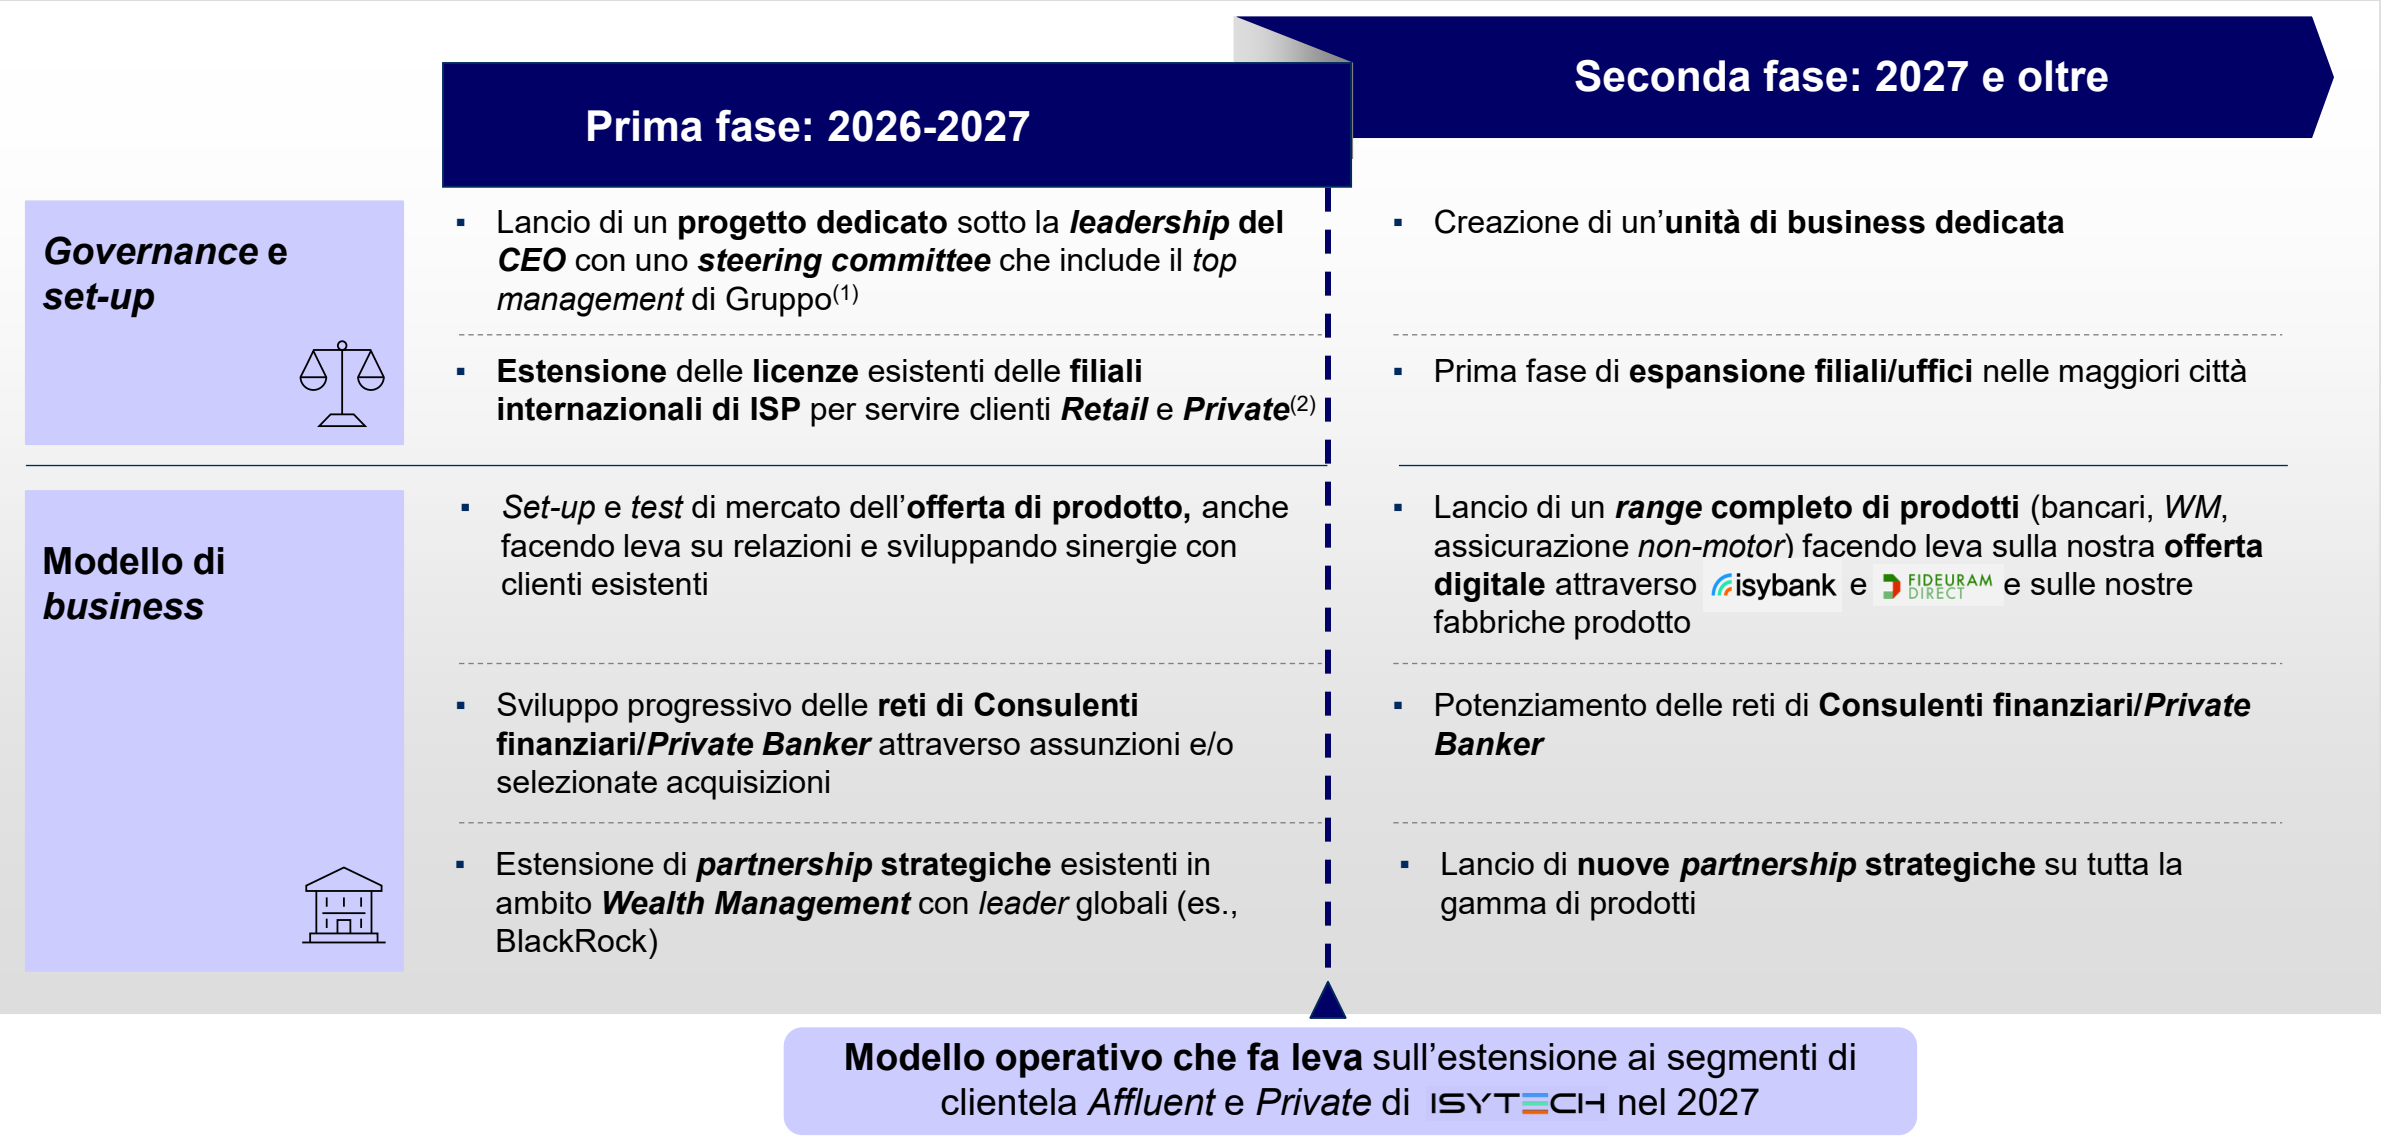 Seconda fase: 2027 e oltre
Prima fase: 2026-2027
Governance e
set-up
Lancio di un progetto dedicato sotto la leadership del
CEO con uno steering committee che include il top
management di Gruppo(1)
Creazione di un’unità di business dedicata
Estensione delle licenze esistenti delle filiali
internazionali di ISP per servire clienti Retail e Private(2)
Prima fase di espansione filiali/uffici nelle maggiori città
Modello di
business
Set-up e test di mercato dell’offerta di prodotto, anche
facendo leva su relazioni e sviluppando sinergie con
clienti esistenti
Lancio di un range completo di prodotti (bancari, WM,
assicurazione non-motor) facendo leva sulla nostra offerta
digitale attraverso isybank e FIDEURAM DIRECT e sulle nostre
fabbriche prodotto
Sviluppo progressivo delle reti di Consulenti
finanziari/Private Banker attraverso assunzioni e/o
selezionate acquisizioni
Potenziamento delle reti di Consulenti finanziari/Private
Banker
Estensione di partnership strategiche esistenti in
ambito Wealth Management con leader globali (es.,
BlackRock)
Lancio di nuove partnership strategiche su tutta la
gamma di prodotti
Modello operativo che fa leva sull’estensione ai segmenti di
clientela Affluent e Private di ISYTECH nel 2027